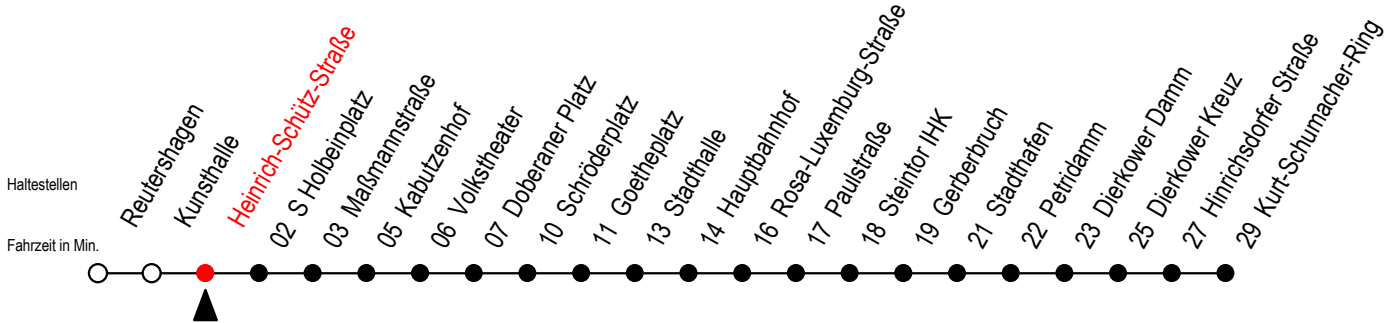 Haltestellen
Fahrzeit in Min.
Reutershagen
Kunsthalle
Heinrich-Schütz-Straße
02 S Holbeinplatz
03 Maßmannstraße
05 Kabutzenhof
06 Volkstheater
07 Doberaner Platz
10 Schröderplatz
11 Goetheplatz
13 Stadthalle
14 Hauptbahnhof
16 Rosa-Luxemburg-Straße
17 Paulstraße
18 Steintor IHK
19 Gerberbruch
21 Stadthafen
22 Petridamm
23 Dierkower Damm
25 Dierkower Kreuz
27 Hinrichsdorfer Straße
29 Kurt-Schumacher-Ring